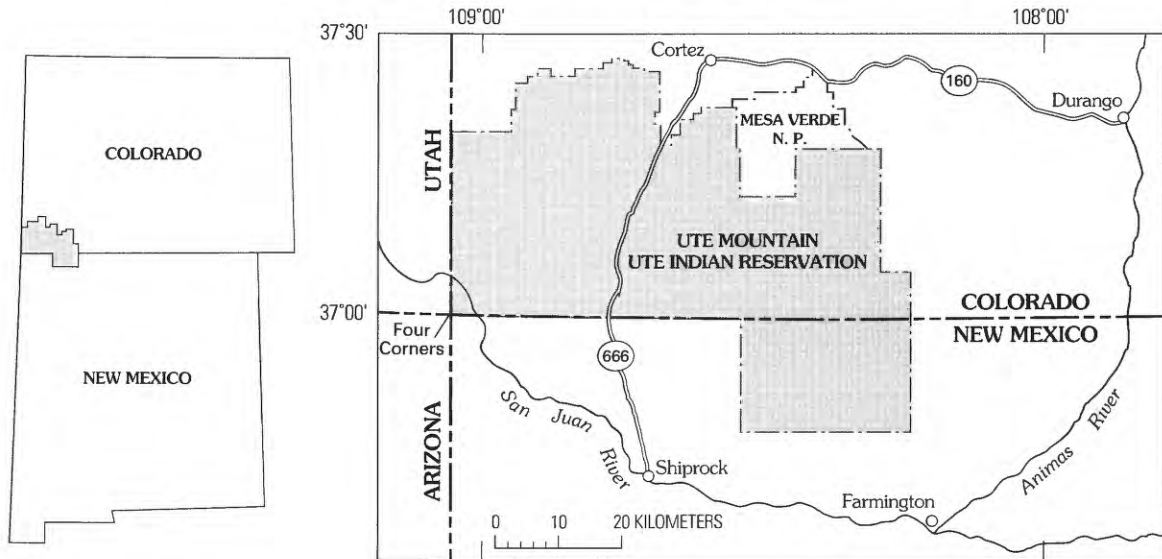 COLORADO
NEW MEXICO
109°00'
108°00'
37°30'
Cortez
160
Durango
MESA VERDE
N. P.
UTAH
UTE MOUNTAIN
UTE INDIAN RESERVATION
37°00'
COLORADO
NEW MEXICO
Four
Corners
666
ARIZONA
San Juan River
Shiprock
Animas River
Farmington
0 10 20 KILOMETERS